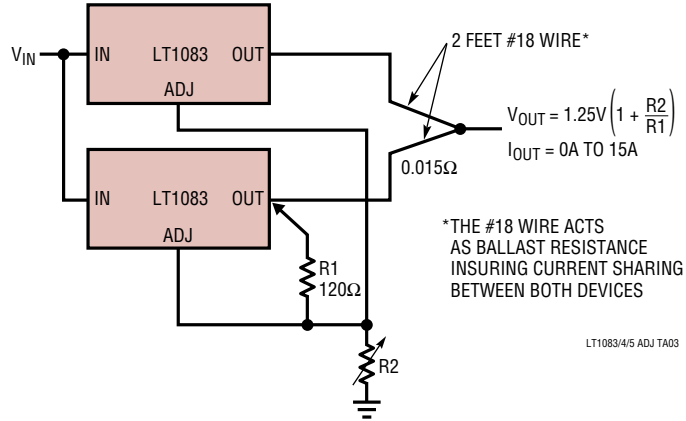 2 FEET #18 WIRE*
V_IN
IN LT1083 OUT
ADJ
V_OUT = 1.25V (1 + R2/R1)
I_OUT = 0A TO 15A
0.015Ω
IN LT1083 OUT
ADJ
*THE #18 WIRE ACTS
AS BALLAST RESISTANCE
INSURING CURRENT SHARING
BETWEEN BOTH DEVICES
R1
120Ω
LT1083/4/5 ADJ TA03
R2